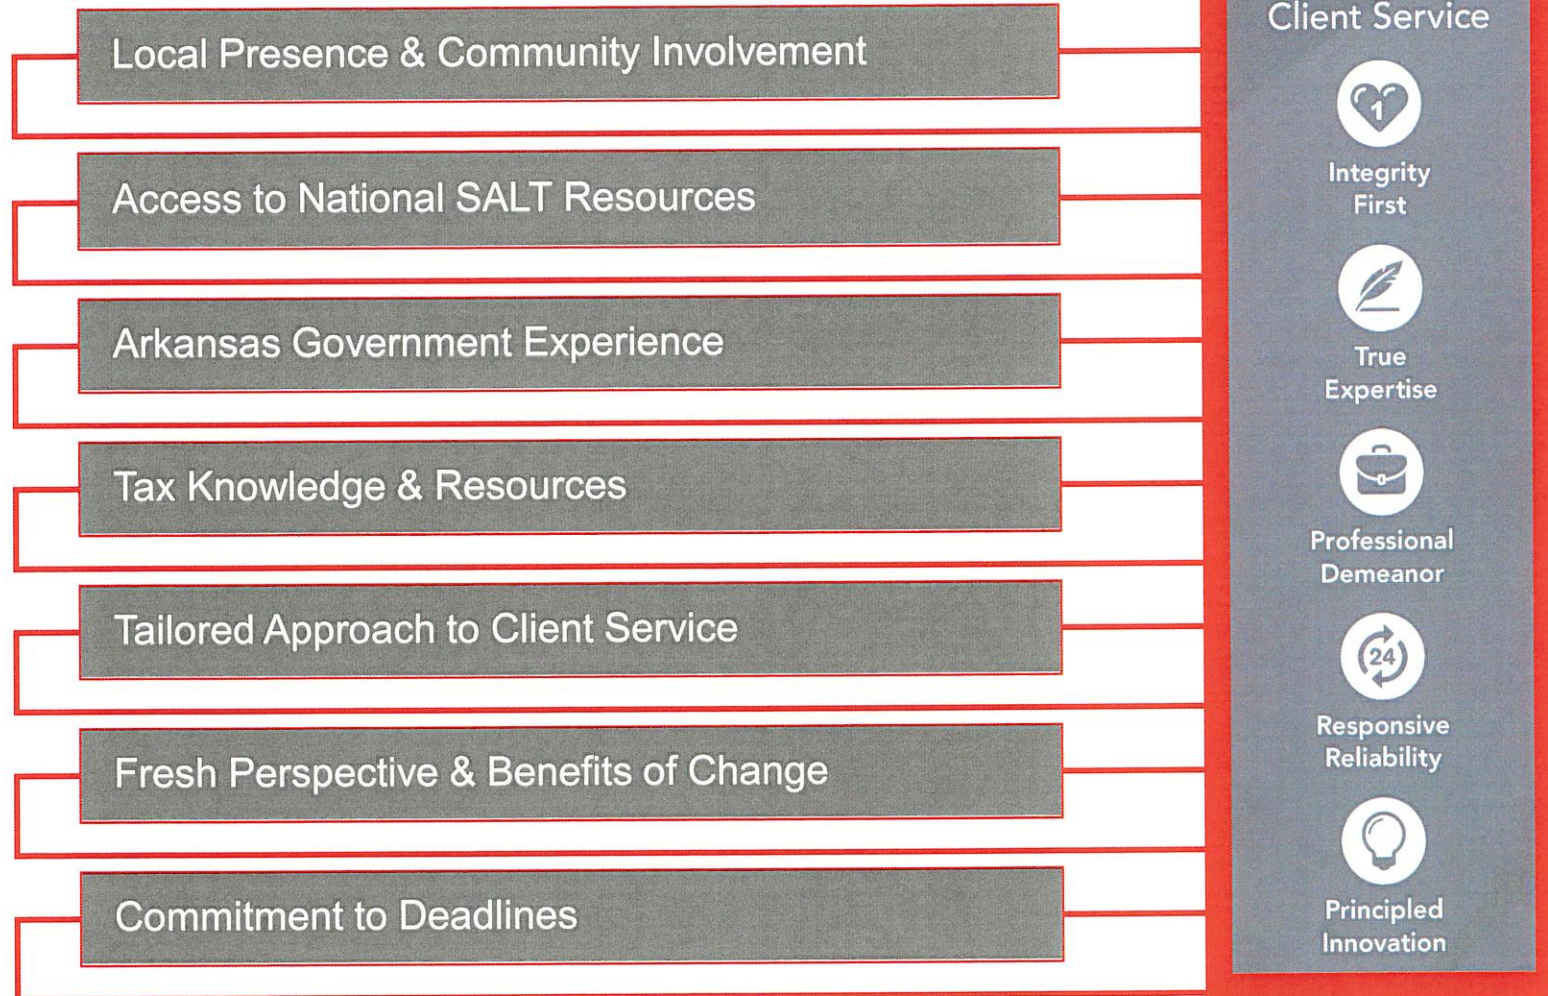 Local Presence & Community Involvement
Access to National SALT Resources
Arkansas Government Experience
Tax Knowledge & Resources
Tailored Approach to Client Service
Fresh Perspective & Benefits of Change
Commitment to Deadlines
Client Service
1
Integrity
First
True
Expertise
Professional
Demeanor
24
Responsive
Reliability
Principled
Innovation